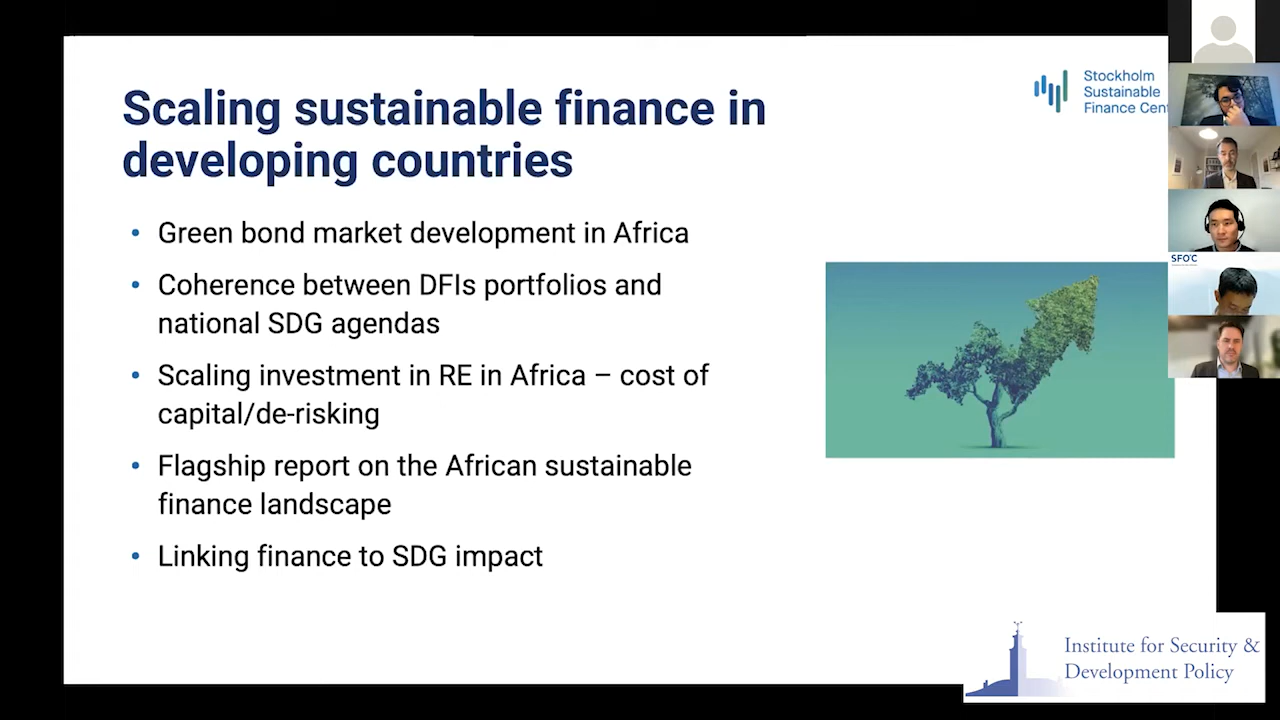 Scaling sustainable finance in
developing countries
• Green bond market development in Africa
• Coherence between DFIs portfolios and
national SDG agendas
• Scaling investment in RE in Africa – cost of
capital/de-risking
• Flagship report on the African sustainable
finance landscape
• Linking finance to SDG impact
Stockholm
Sustainable
Finance Cent
SFOC
Institute for Security &
Development Policy